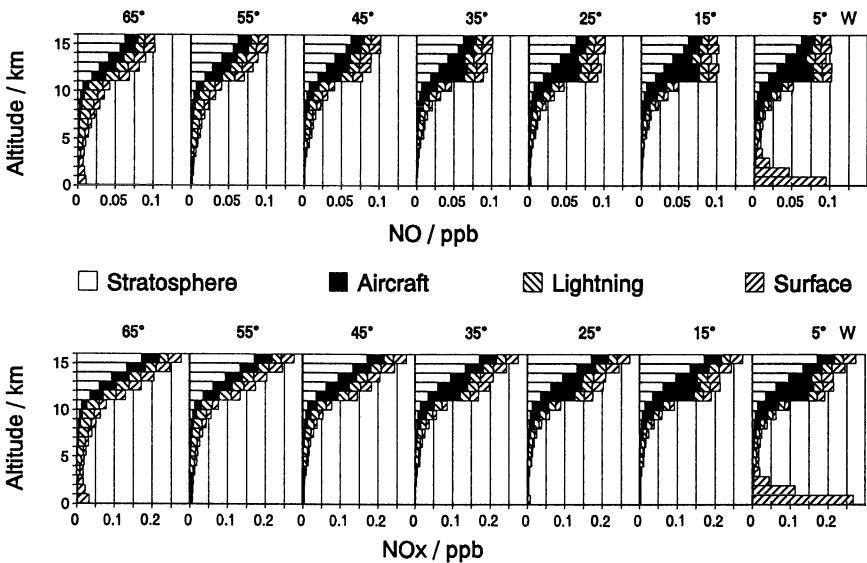 65° 55° 45° 35° 25° 15° 5° W
Altitude / km
15
10
5
0
0 0.05 0.1 0 0.05 0.1 0 0.05 0.1 0 0.05 0.1 0 0.05 0.1 0 0.05 0.1 0 0.05 0.1
NO / ppb
Stratosphere Aircraft Lightning Surface
65° 55° 45° 35° 25° 15° 5° W
Altitude / km
15
10
5
0
0 0.1 0.2 0 0.1 0.2 0 0.1 0.2 0 0.1 0.2 0 0.1 0.2 0 0.1 0.2 0 0.1 0.2
NOx / ppb